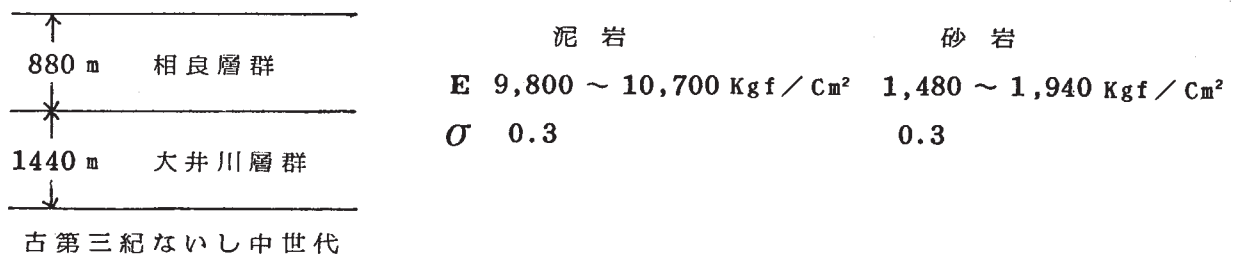 880 m 相良層群
1440 m 大井川層群
古第三紀ないし中世代
泥岩 砂岩
E 9,800 ~ 10,700 Kgf/Cm² 1,480 ~ 1,940 Kgf/Cm²
σ 0.3 0.3